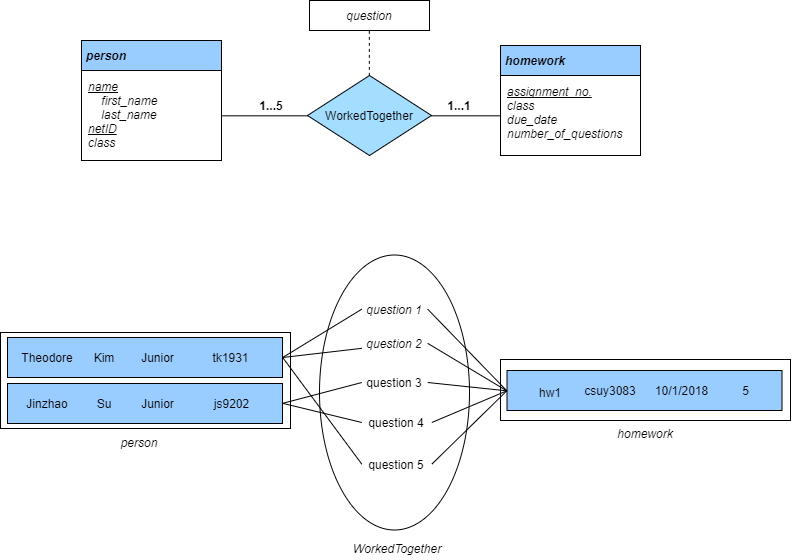 question
person
homework
name
first_name
last_name
netID
class
1...5
WorkedTogether
1...1
assignment_no.
class
due_date
number_of_questions
question 1
question 2
question 3
question 4
question 5
Theodore Kim Junior tk1931
Jinzhao Su Junior js9202
person
hw1 csuy3083 10/1/2018 5
homework
WorkedTogether